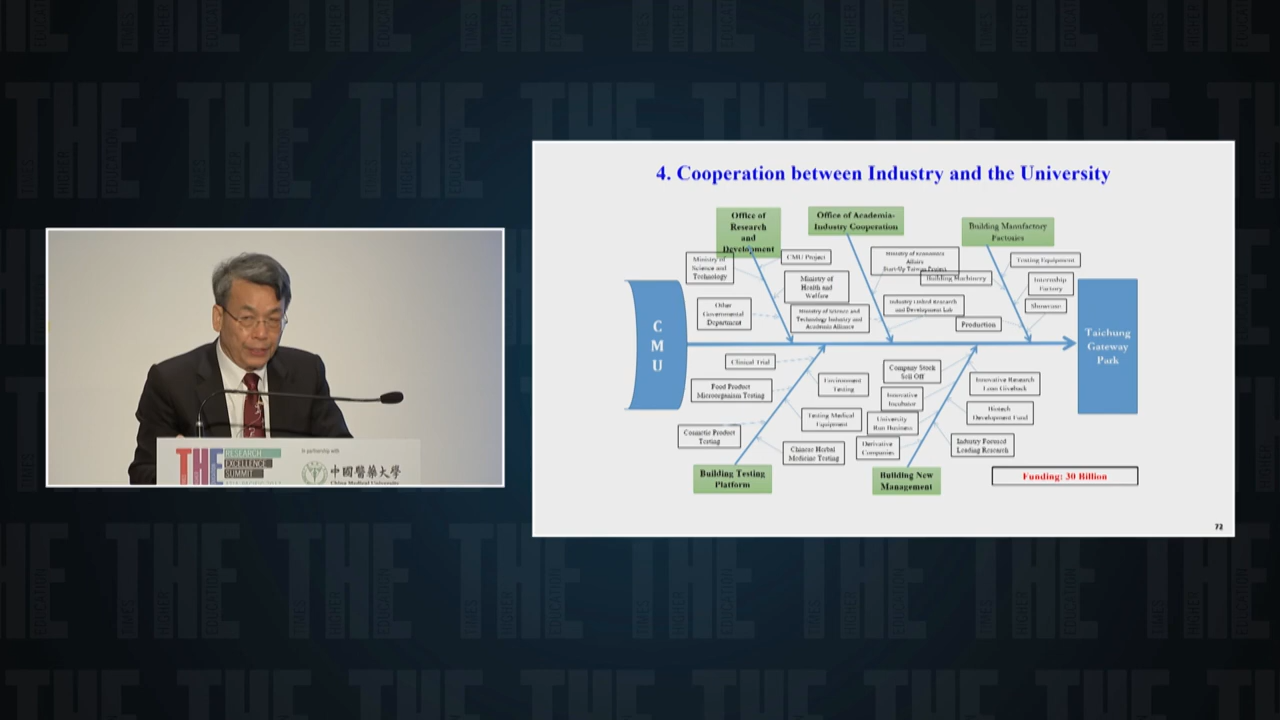 4. Cooperation between Industry and the University
Office of
Research
and
Development
Office of Academia-
Industry Cooperation
Building Manufactory
Factories
Ministry of
Science and
Technology
CMU Project
Ministry of
Health and
Welfare
Other
Governmental
Department
Ministry of Science and
Technology Industry and
Academia Alliance
Ministry of Economics
Affairs
Start-Up Taiwan Project
Building Machinery
Industry Linked Research
and Development Lab
Production
Testing Equipment
Internship
Factory
Showcase
C
M
U
Taichung
Gateway
Park
Clinical Trial
Food Product
Microorganism Testing
Cosmetic Product
Testing
Environment
Testing
Testing Medical
Equipment
Chinese Herbal
Medicine Testing
Company Stock
Sell Off
Innovative
Incubator
University
Run Business
Derivative
Companies
Innovative Research
Loan Giveback
Biotech
Development Fund
Industry Focused
Leading Research
Building Testing
Platform
Building New
Management
Funding: 30 Billion
72
THE
RESEARCH
EXCELLENCE
SUMMIT
In partnership with
中國醫藥大學
China Medical University